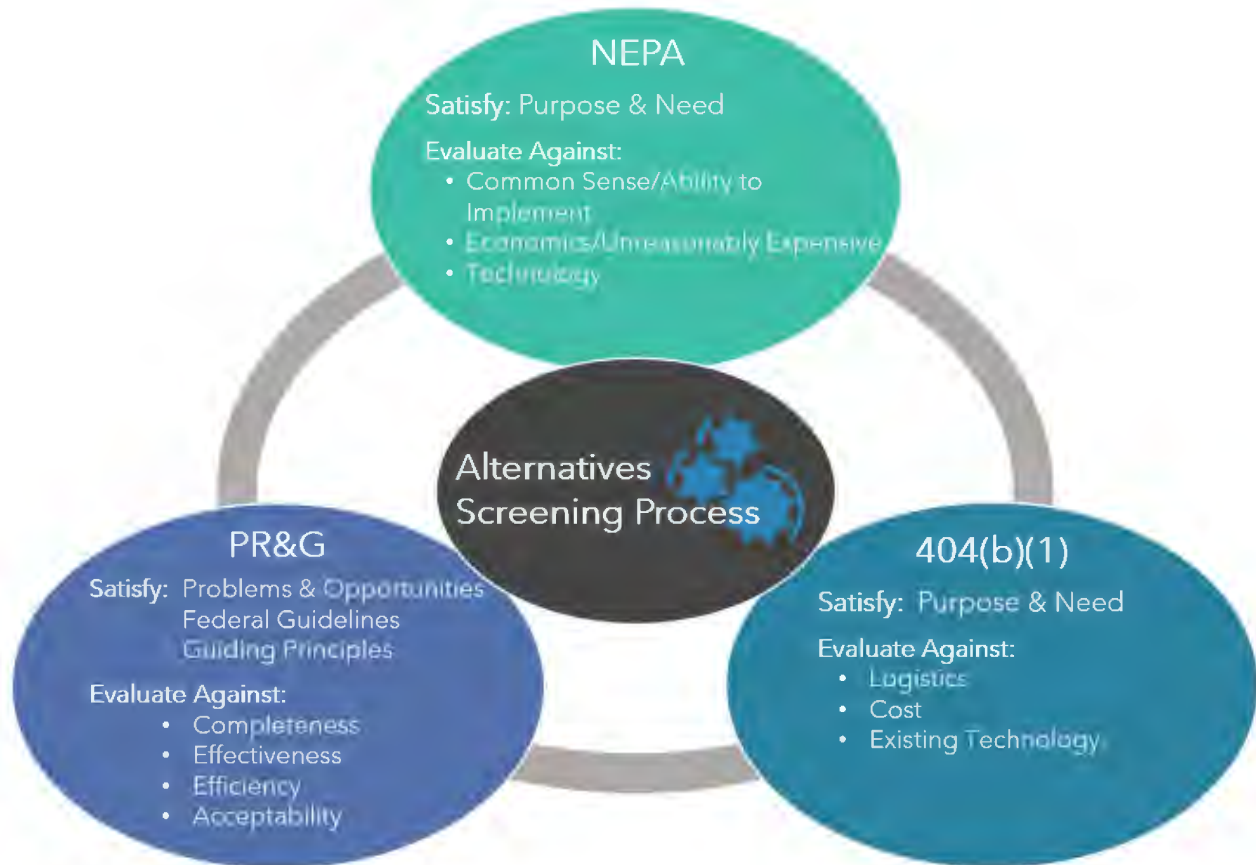 NEPA
Satisfy: Purpose & Need
Evaluate Against:
• Common Sense/Ability to
Implement
• Economics/Unreasonably Expensive
• Technology
Alternatives
Screening Process
PR&G
Satisfy: Problems & Opportunities
Federal Guidelines
Guiding Principles
Evaluate Against:
• Completeness
• Effectiveness
• Efficiency
• Acceptability
404(b)(1)
Satisfy: Purpose & Need
Evaluate Against:
• Logistics
• Cost
• Existing Technology